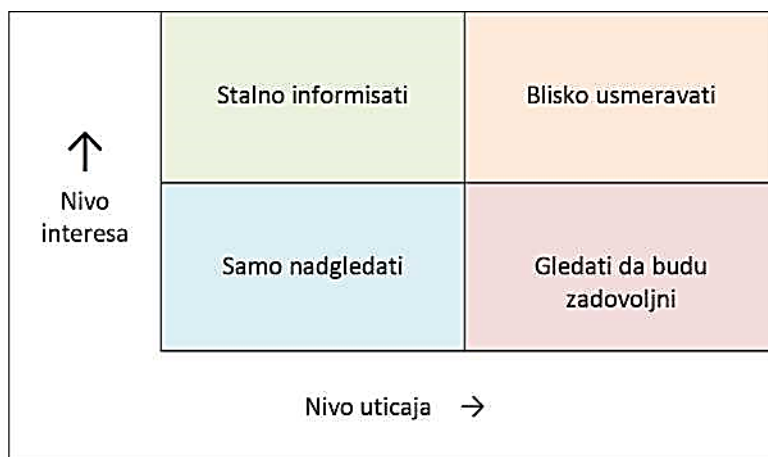 Stalno informisati
Blisko usmeravati
↑
Nivo
interesa
Samo nadgledati
Gledati da budu
zadovoljni
Nivo uticaja →